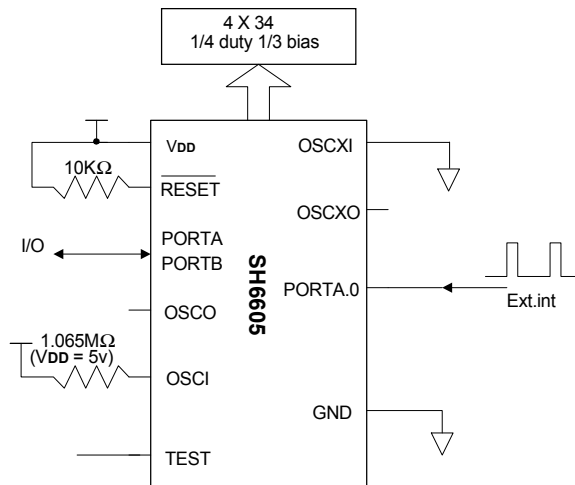 4 X 34
1/4 duty 1/3 bias
VDD
OSCXI
10KΩ
RESET
OSCXO
I/O
PORTA
PORTB
SH6605
PORTA.0
Ext.int
OSCO
1.065MΩ
(VDD = 5v)
OSCI
GND
TEST